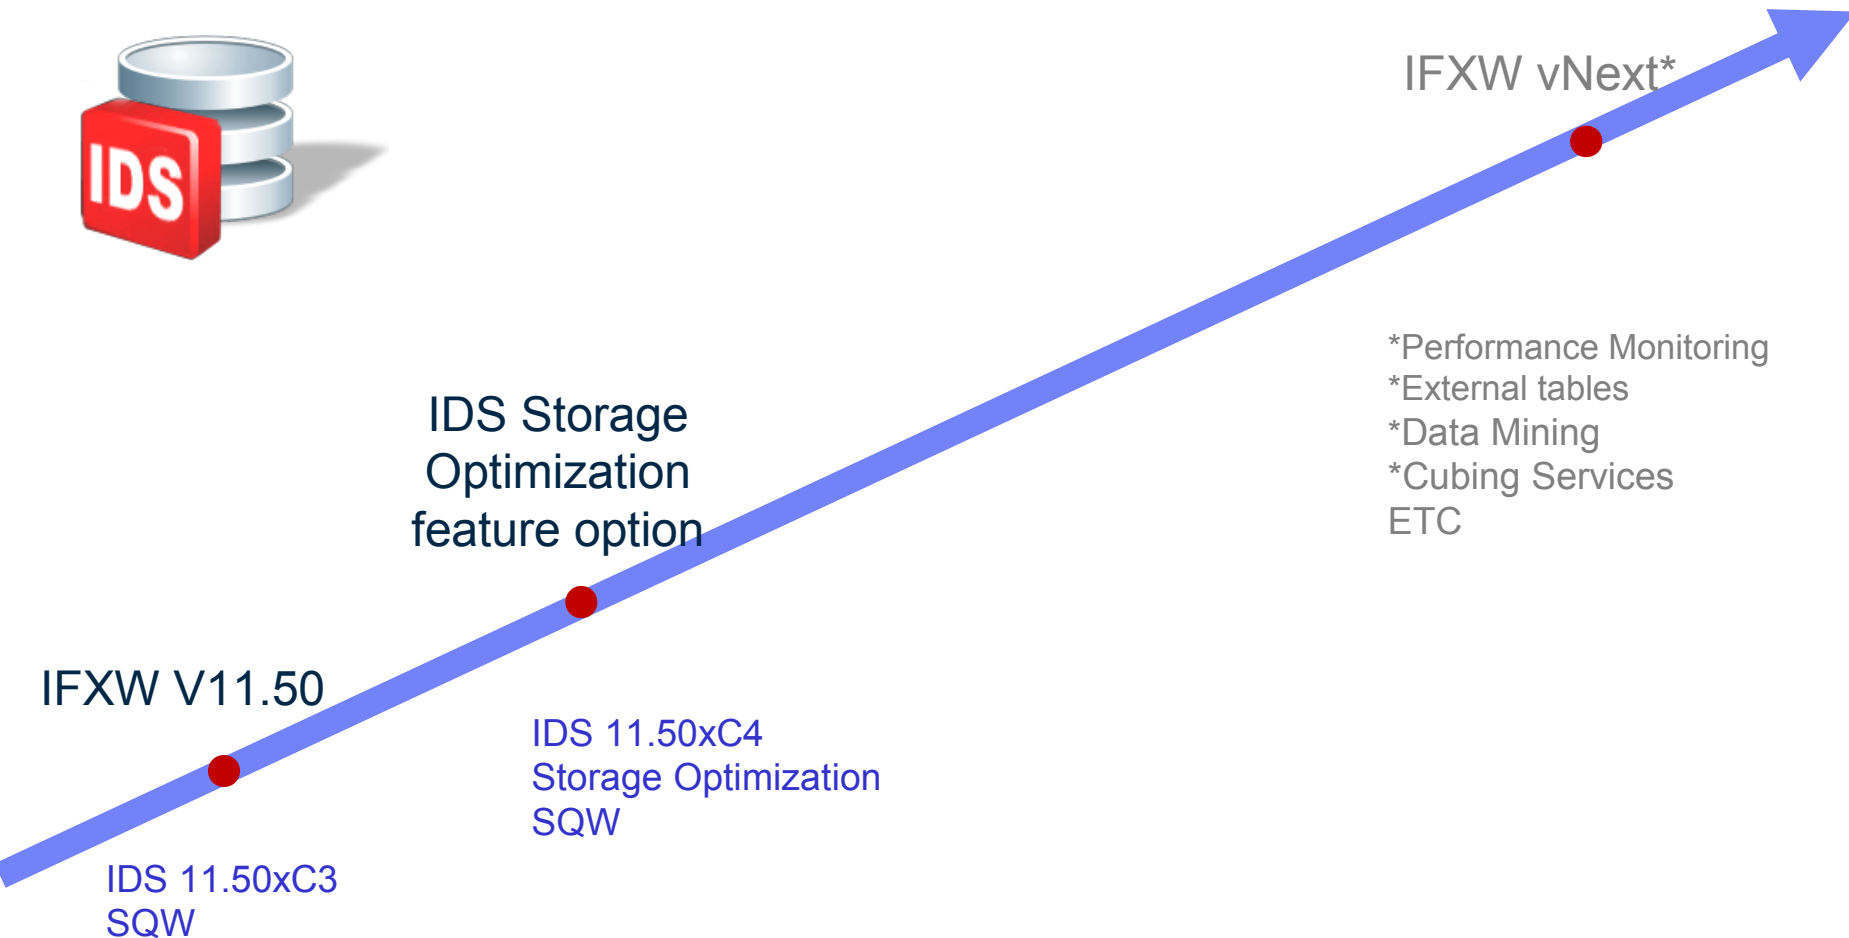 IDS
IFXW vNext*
*Performance Monitoring
*External tables
*Data Mining
*Cubing Services
ETC
IDS Storage
Optimization
feature option
IFXW V11.50
IDS 11.50xC4
Storage Optimization
SQW
IDS 11.50xC3
SQW